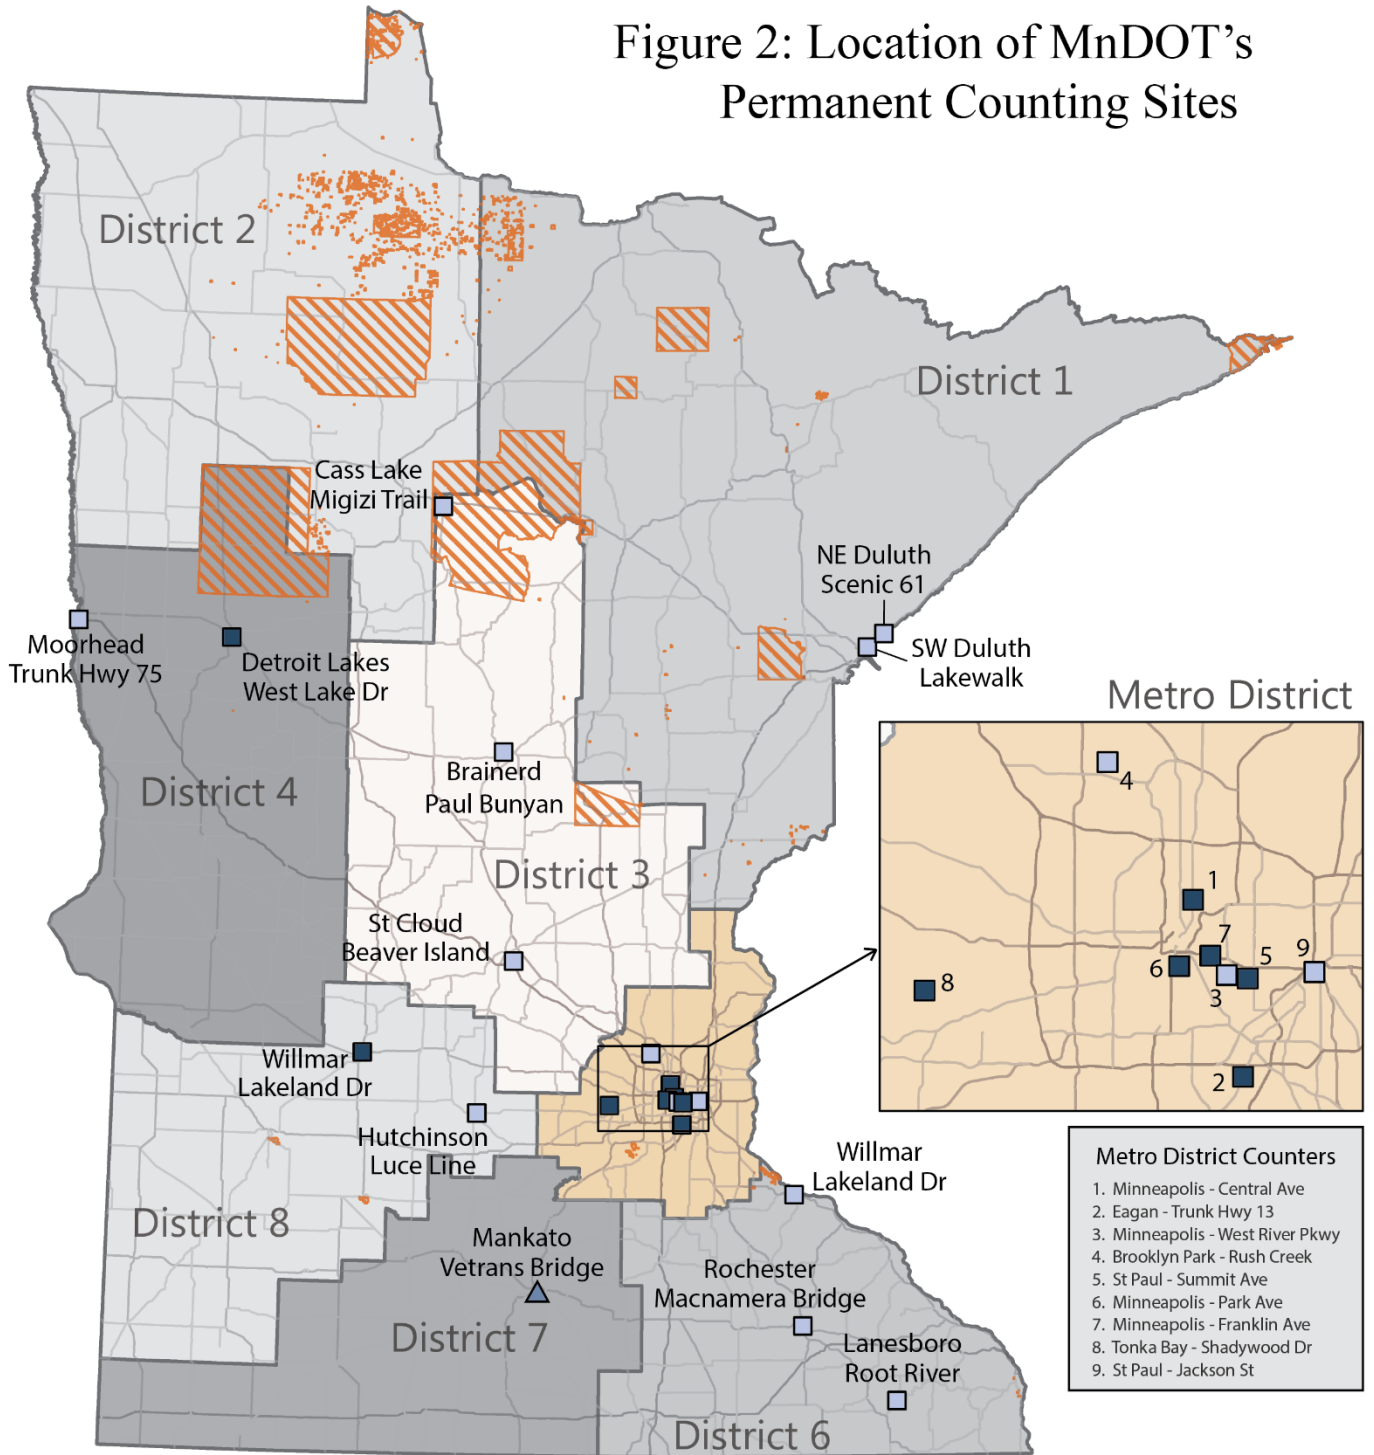 Figure 2: Location of MnDOT’s
Permanent Counting Sites
District 2
District 1
Cass Lake
Migizi Trail
NE Duluth
Scenic 61
Moorhead
Trunk Hwy 75
Detroit Lakes
West Lake Dr
SW Duluth
Lakewalk
Metro District
District 4
Brainerd
Paul Bunyan
District 3
St Cloud
Beaver Island
4
1
7
5
9
6
3
8
2
Willmar
Lakeland Dr
Hutchinson
Luce Line
Willmar
Lakeland Dr
District 8
Mankato
Vetrans Bridge
District 7
Rochester
Macnamera Bridge
Lanesboro
Root River
District 6
Metro District Counters
1. Minneapolis - Central Ave
2. Eagan - Trunk Hwy 13
3. Minneapolis - West River Pkwy
4. Brooklyn Park - Rush Creek
5. St Paul - Summit Ave
6. Minneapolis - Park Ave
7. Minneapolis - Franklin Ave
8. Tonka Bay - Shadywood Dr
9. St Paul - Jackson St